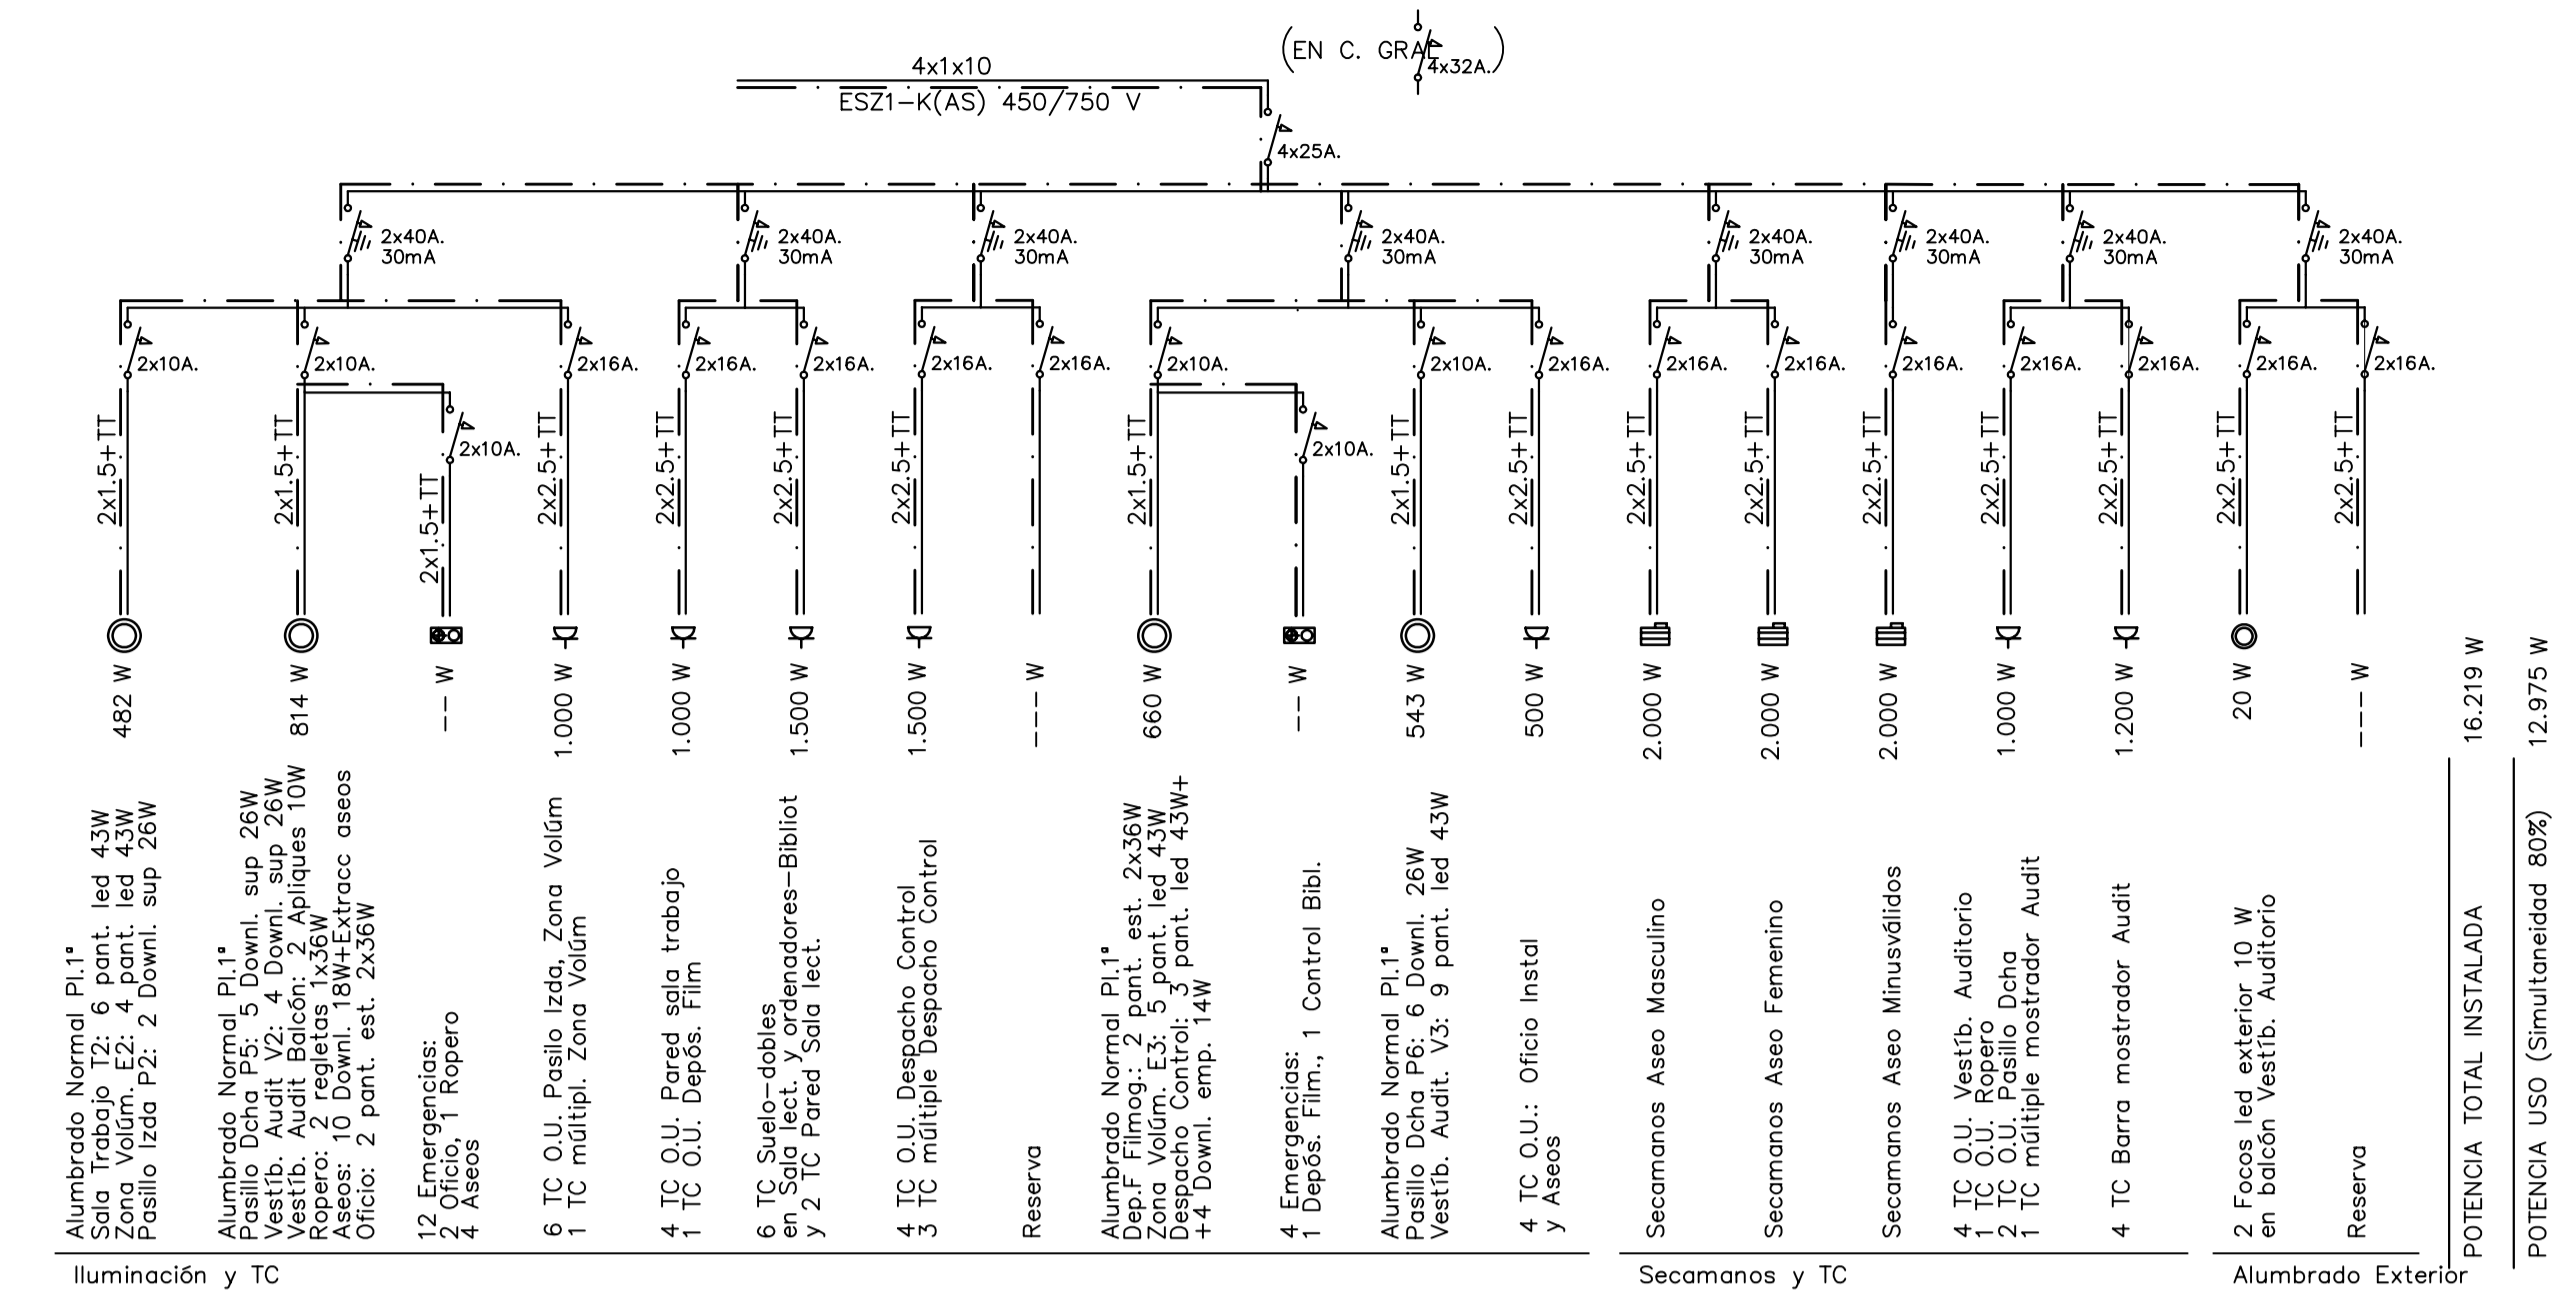 (EN C. GRAL
4x32A.)
4x1x10
ESZ1-K(AS) 450/750 V
4x25A.
2x40A.
30mA
2x40A.
30mA
2x40A.
30mA
2x40A.
30mA
2x40A.
30mA
2x40A.
30mA
2x40A.
30mA
2x40A.
30mA
2x10A.
2x10A.
2x16A.
2x16A.
2x16A.
2x16A.
2x16A.
2x10A.
2x10A.
2x16A.
2x16A.
2x16A.
2x16A.
2x16A.
2x16A.
2x16A.
2x16A.
2x10A.
2x10A.
2x1.5+TT
2x1.5+TT
2x1.5+TT
2x2.5+TT
2x2.5+TT
2x2.5+TT
2x2.5+TT
2x1.5+TT
2x1.5+TT
2x2.5+TT
2x2.5+TT
2x2.5+TT
2x2.5+TT
2x2.5+TT
2x2.5+TT
2x2.5+TT
2x2.5+TT
482 W
814 W
-- W
1.000 W
1.000 W
1.500 W
1.500 W
--- W
660 W
-- W
543 W
500 W
2.000 W
2.000 W
2.000 W
1.000 W
1.200 W
20 W
--- W
16.219 W
12.975 W
Alumbrado Normal Pl.1ª
Sala Trabajo T2: 6 pant. led 43W
Zona Volúm. E2: 4 pant. led 43W
Pasillo Izda P2: 2 Downl. sup 26W
Alumbrado Normal Pl.1ª
Pasillo Dcha P5: 5 Downl. sup 26W
Vestíb. Audit V2: 4 Downl. sup 26W
Vestíb. Audit Balcón: 2 Apliques 10W
Ropero: 2 regletas 1x36W
Aseos: 10 Downl. 18W+Extracc aseos
Oficio: 2 pant. est. 2x36W
12 Emergencias:
2 Oficio, 1 Ropero
4 Aseos
6 TC O.U. Pasilo Izda, Zona Volúm
1 TC múltipl. Zona Volúm
4 TC O.U. Pared sala trabajo
1 TC O.U. Depós. Film
6 TC Suelo-dobles
en Sala lect. y ordenadores-Bibliot
y 2 TC Pared Sala lect.
4 TC O.U. Despacho Control
3 TC múltiple Despacho Control
Reserva
Alumbrado Normal Pl.1ª
Dep.F Filmog.: 2 pant. est. 2x36W
Zona Volúm. E3: 5 pant. led 43W
Despacho Control: 3 pant. led 43W+
+4 Downl. emp. 14W
4 Emergencias:
1 Depós. Film., 1 Control Bibl.
Alumbrado Normal Pl.1ª
Pasillo Dcha P6: 6 Downl. 26W
Vestíb. Audit. V3: 9 pant. led 43W
4 TC O.U.: Oficio Instal
y Aseos
Secamanos Aseo Masculino
Secamanos Aseo Femenino
Secamanos Aseo Minusválidos
4 TC O.U. Vestíb. Auditorio
1 TC O.U. Ropero
2 TC O.U. Pasillo Dcha
1 TC múltiple mostrador Audit
4 TC Barra mostrador Audit
2 Focos led exterior 10 W
en balcón Vestíb. Auditorio
Reserva
POTENCIA TOTAL INSTALADA
POTENCIA USO (Simultaneidad 80%)
Iluminación y TC
Secamanos y TC
Alumbrado Exterior